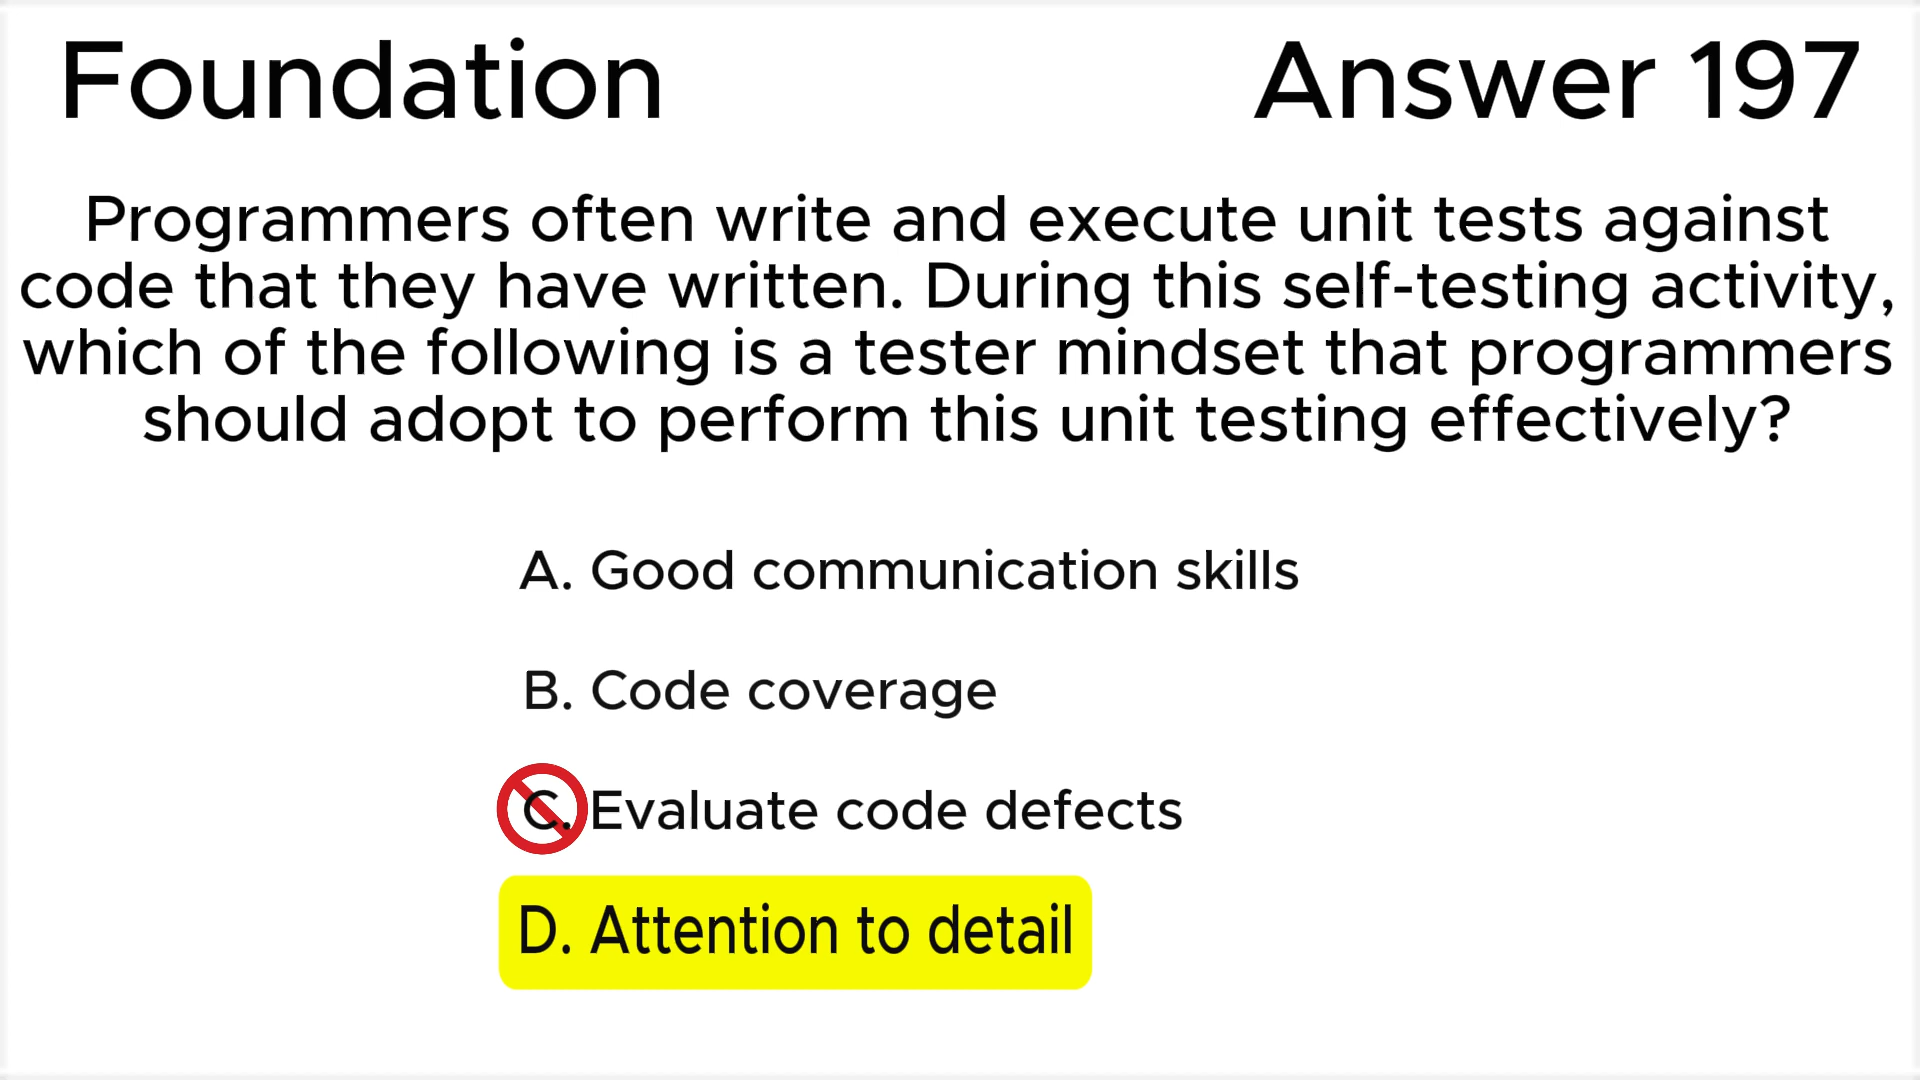 Foundation
Answer 197
Programmers often write and execute unit tests against
code that they have written. During this self-testing activity,
which of the following is a tester mindset that programmers
should adopt to perform this unit testing effectively?
A. Good communication skills
B. Code coverage
C. Evaluate code defects
D. Attention to detail